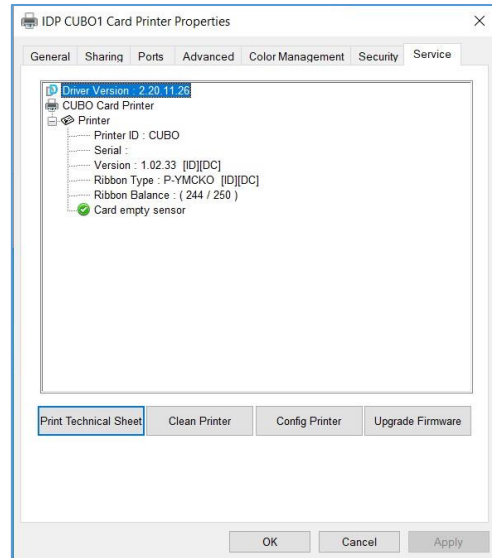 IDP CUBO1 Card Printer Properties
General Sharing Ports Advanced Color Management Security Service
Driver Version : 2.20.11.26
CUBO Card Printer
Printer
Printer ID : CUBO
Serial :
Version : 1.02.33 [ID][DC]
Ribbon Type : P-YMCKO [ID][DC]
Ribbon Balance : ( 244 / 250 )
Card empty sensor
Print Technical Sheet Clean Printer Config Printer Upgrade Firmware
OK Cancel Apply